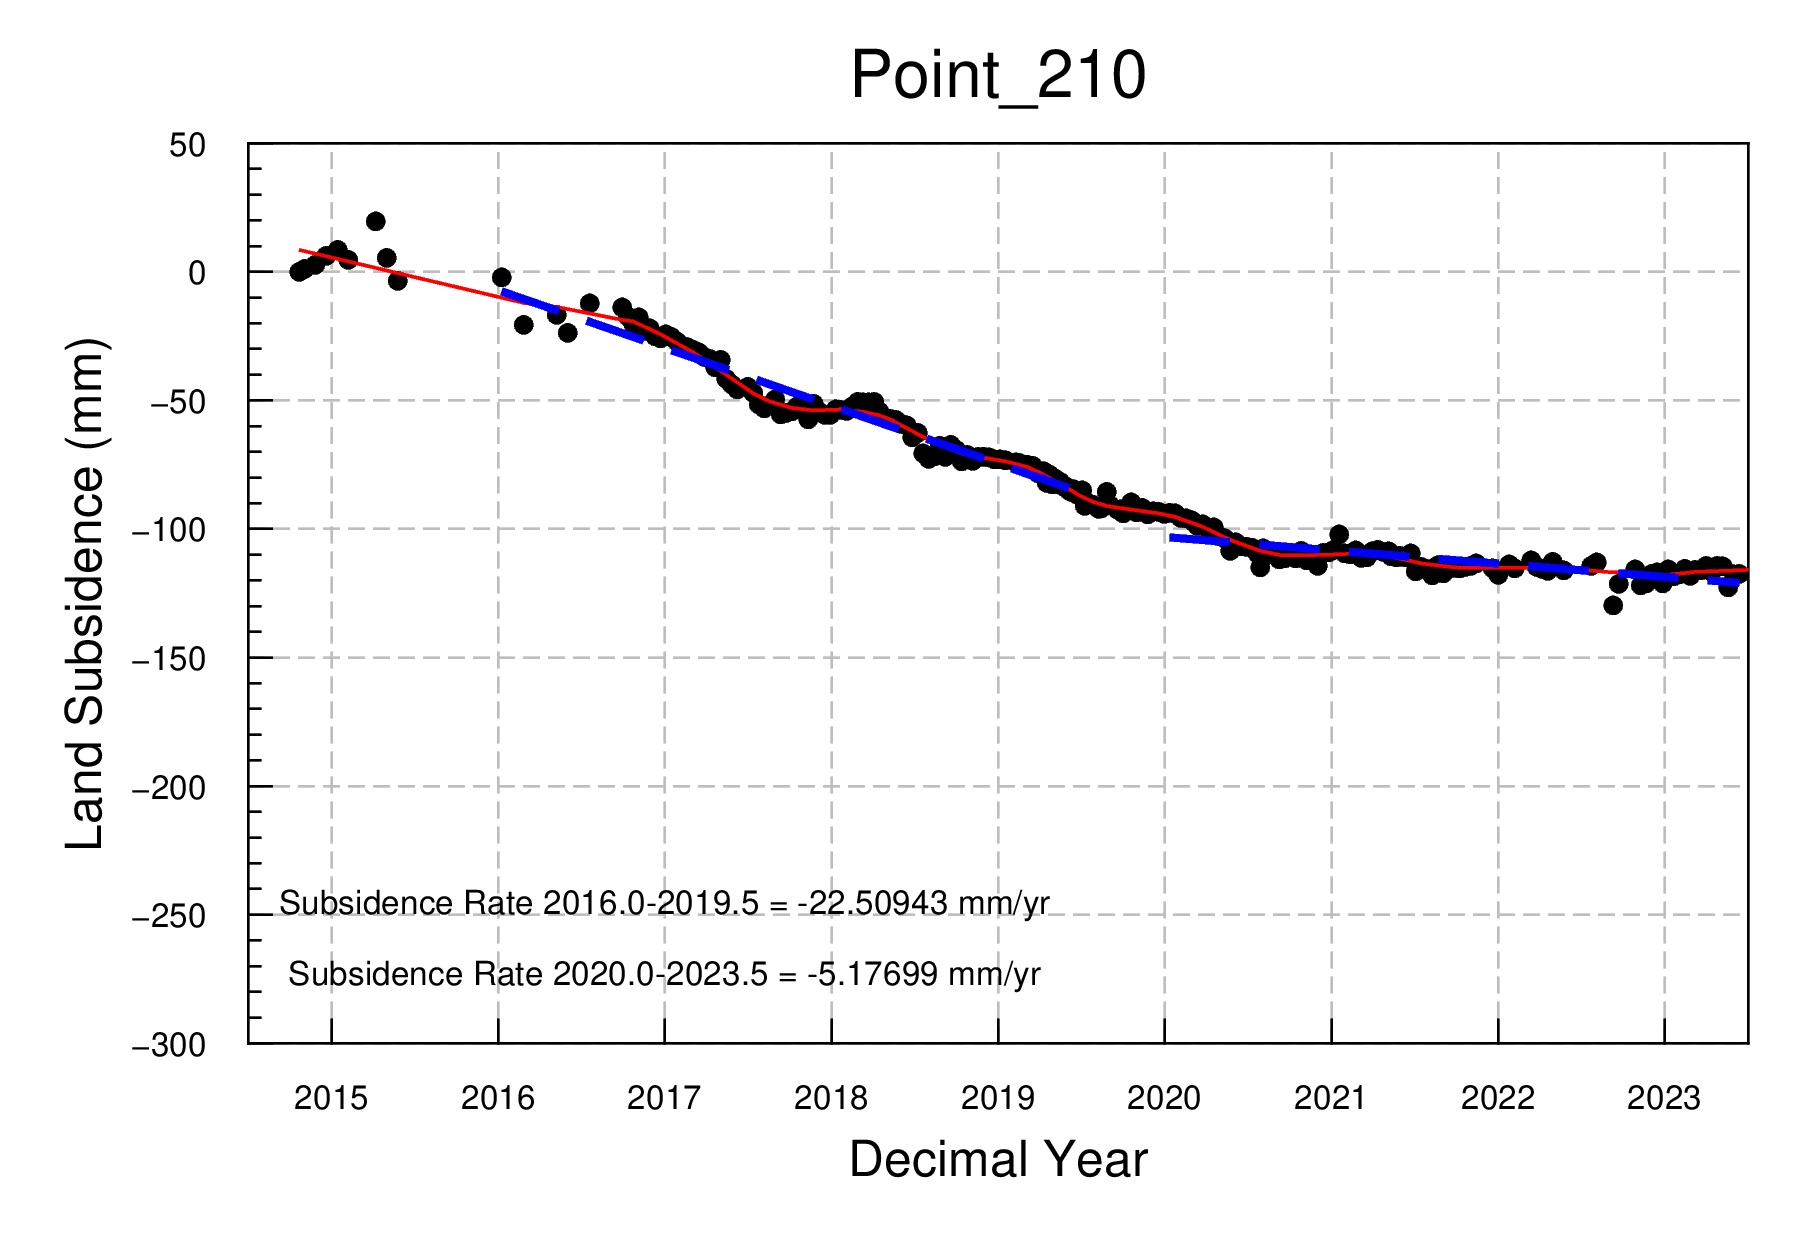 Point_210
50
0
−50
−100
−150
−200
−250
−300
Land Subsidence (mm)
Subsidence Rate 2016.0-2019.5 = -22.50943 mm/yr
Subsidence Rate 2020.0-2023.5 = -5.17699 mm/yr
2015 2016 2017 2018 2019 2020 2021 2022 2023
Decimal Year